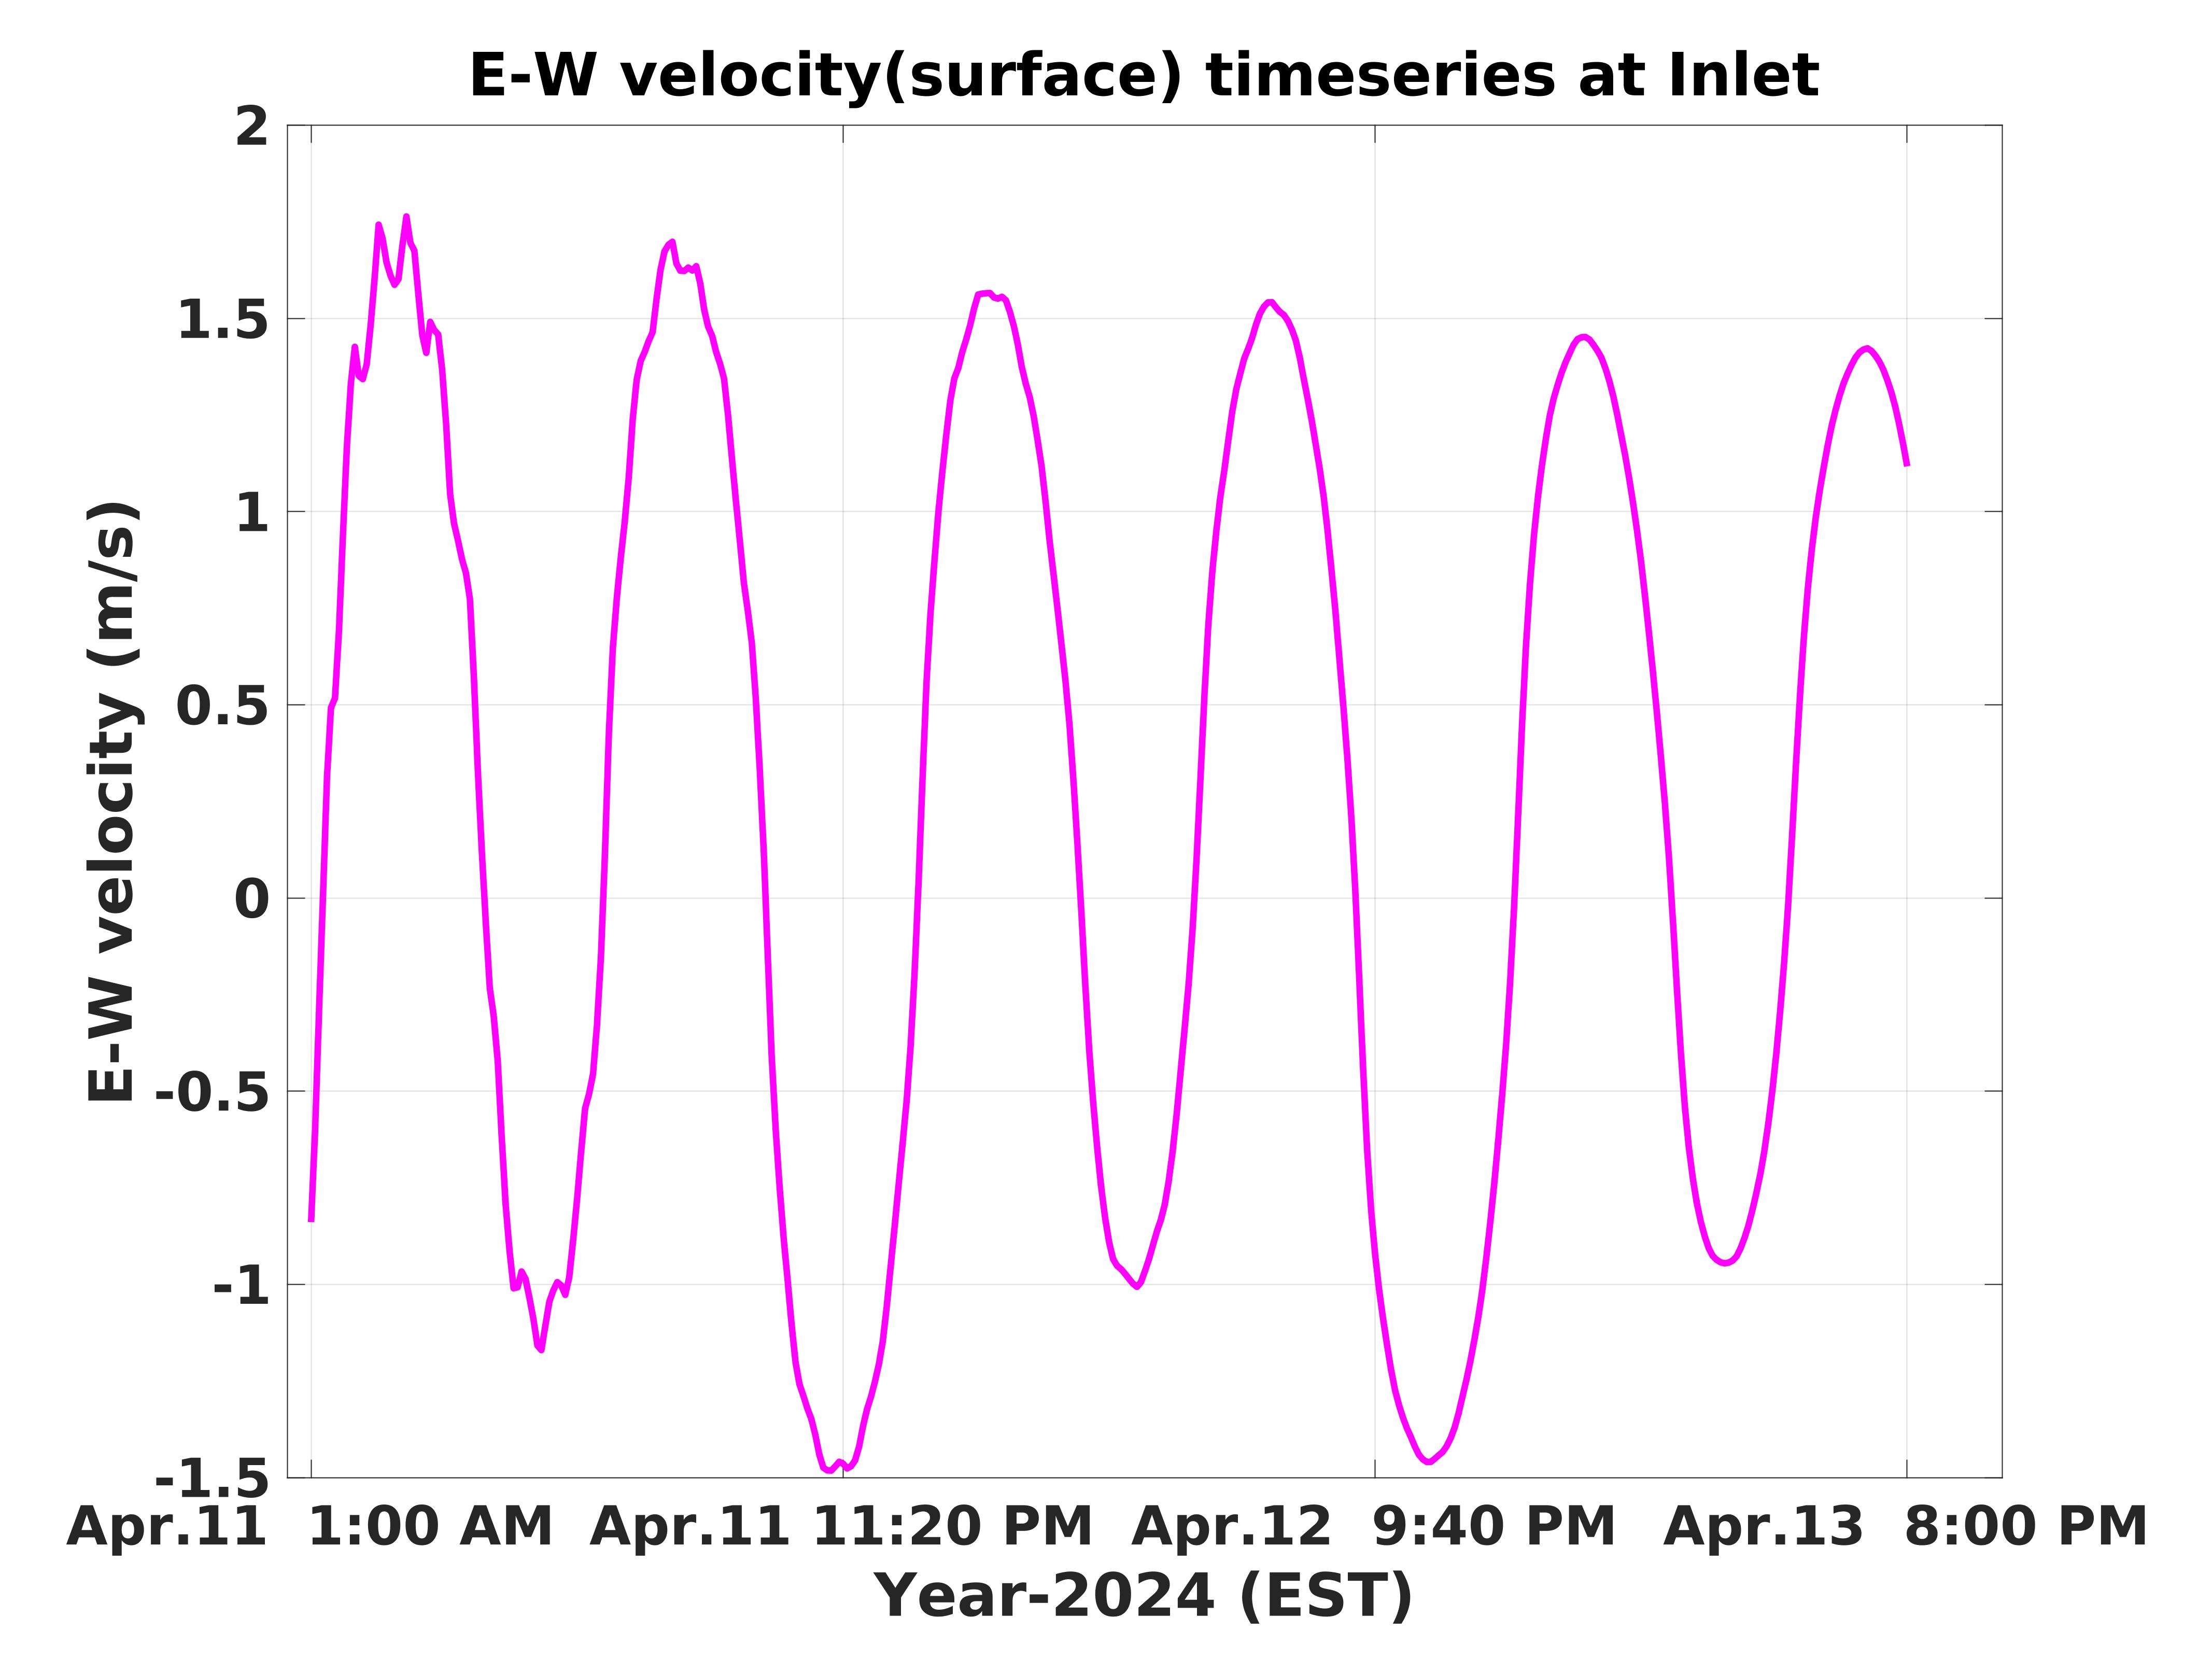 E-W velocity(surface) timeseries at Inlet
2
1.5
1
0.5
0
-0.5
-1
-1.5
E-W velocity (m/s)
Apr.11 1:00 AM Apr.11 11:20 PM Apr.12 9:40 PM Apr.13 8:00 PM
Year-2024 (EST)